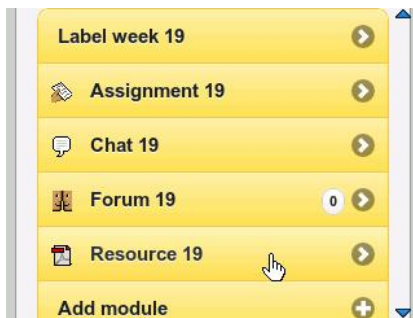 Label week 19
Assignment 19
Chat 19
Forum 19 0
Resource 19
Add module